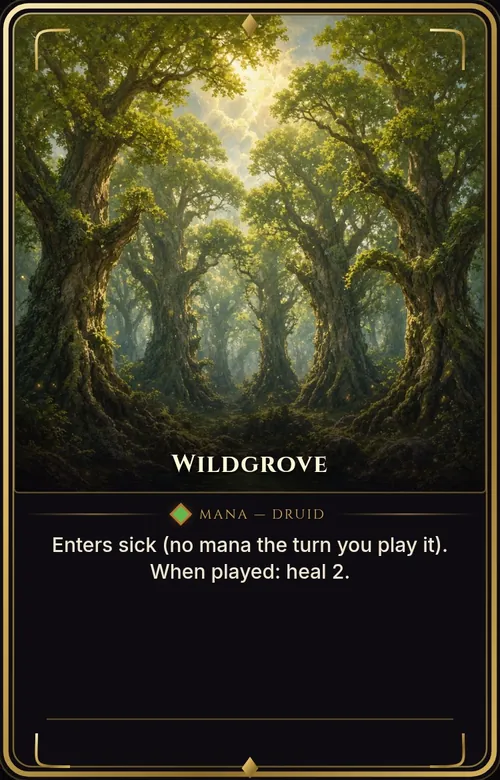 Wildgrove
MANA — DRUID
Enters sick (no mana the turn you play it).
When played: heal 2.